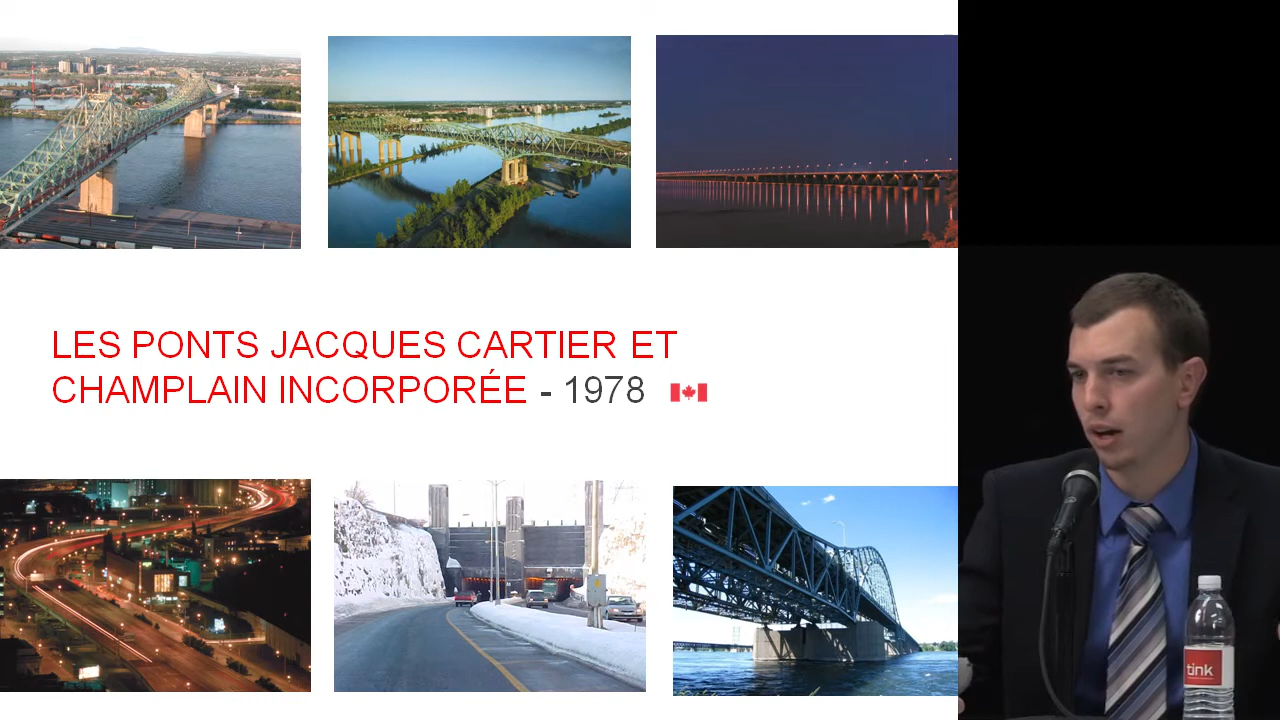 LES PONTS JACQUES CARTIER ET
CHAMPLAIN INCORPORÉE - 1978
tink